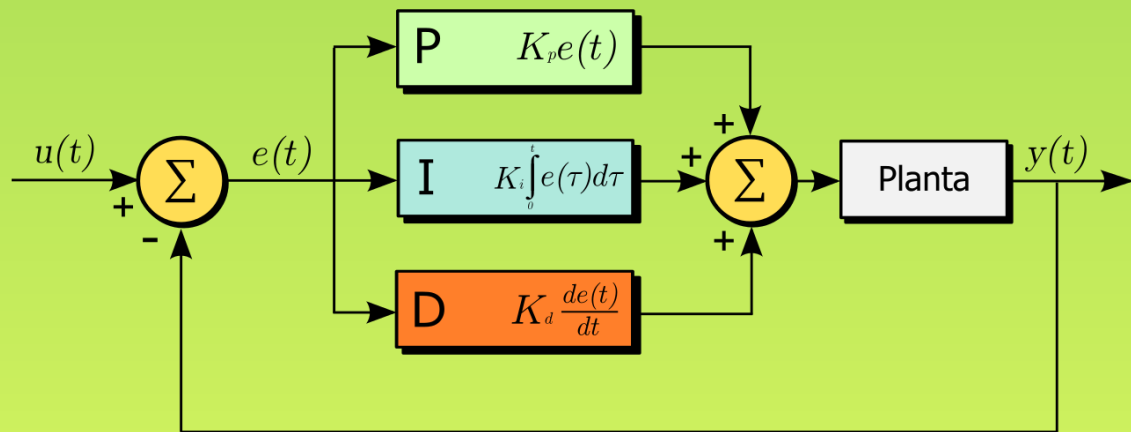 P K_p e(t)
+
u(t) Σ e(t) I K_i ∫_0^t e(τ)dτ + Σ Planta y(t)
+
- +
D K_d de(t)/dt